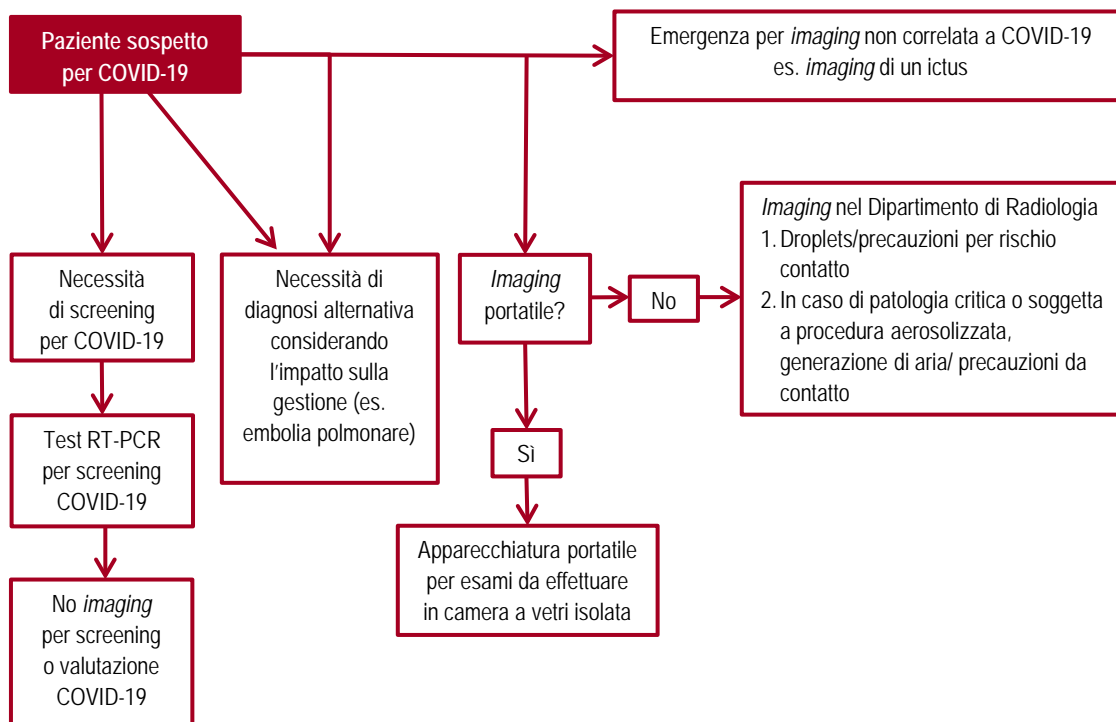 Paziente sospetto
per COVID-19
Emergenza per imaging non correlata a COVID-19
es. imaging di un ictus
Imaging nel Dipartimento di Radiologia
1. Droplets/precauzioni per rischio
contatto
2. In caso di patologia critica o soggetta
a procedura aerosolizzata,
generazione di aria/ precauzioni da
contatto
Necessità
di screening
per COVID-19
Necessità di
diagnosi alternativa
considerando
l'impatto sulla
gestione (es.
embolia polmonare)
Imaging
portatile?
No
Sì
Test RT-PCR
per screening
COVID-19
Apparecchiatura portatile
per esami da effettuare
in camera a vetri isolata
No imaging
per screening
o valutazione
COVID-19